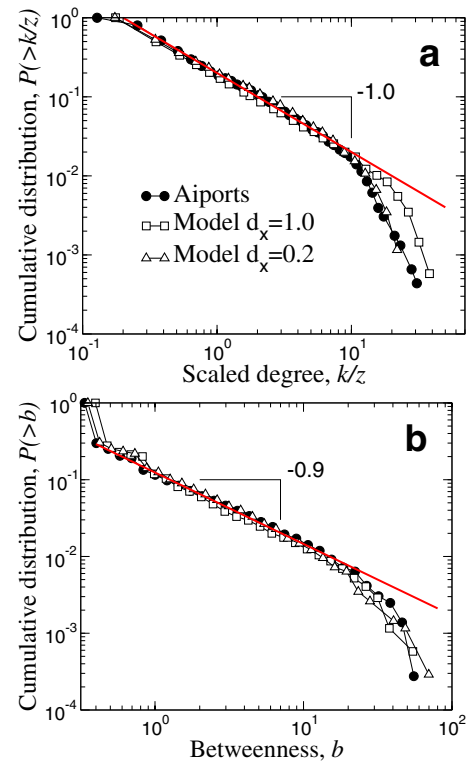 10^0
10^-1
10^-2
10^-3
10^-4
Cumulative distribution, P(>k/z)
a
-1.0
Aiports
Model d_x=1.0
Model d_x=0.2
10^-1
10^0
10^1
10^2
Scaled degree, k/z
10^0
10^-1
10^-2
10^-3
10^-4
Cumulative distribution, P(>b)
b
-0.9
10^0
10^1
10^2
Betweenness, b